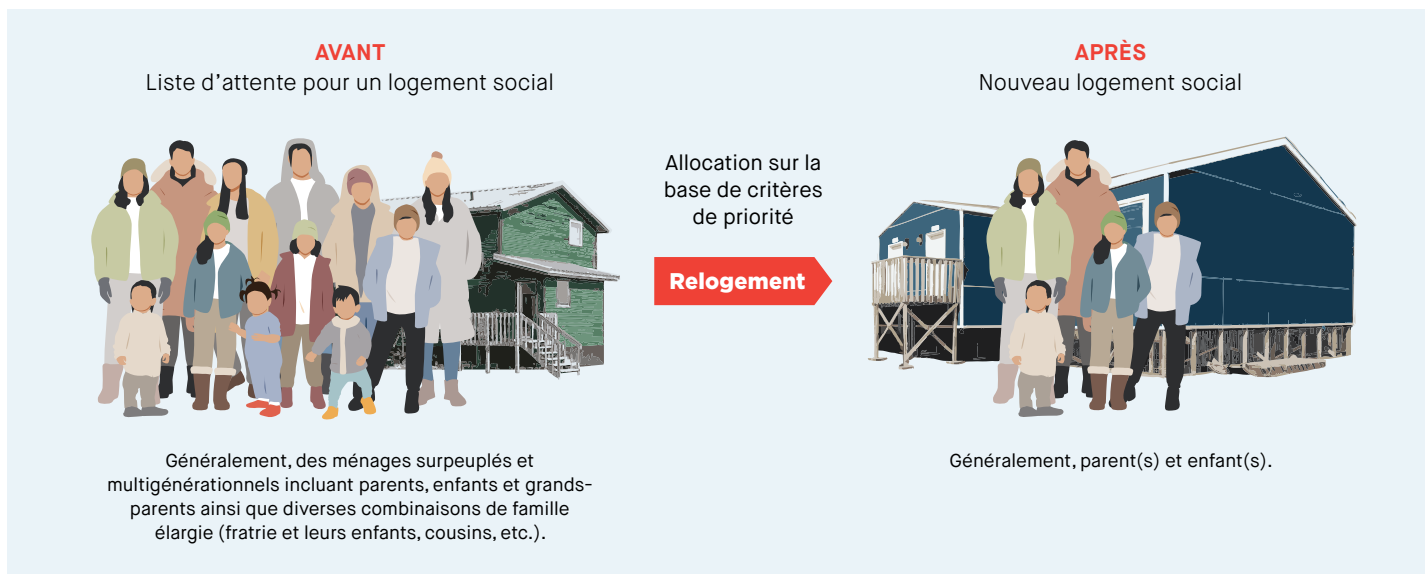 AVANT
Liste d'attente pour un logement social
Généralement, des ménages surpeuplés et
multigénérationnels incluant parents, enfants et grands-
parents ainsi que diverses combinaisons de famille
élargie (fratrie et leurs enfants, cousins, etc.).
Allocation sur la
base de critères
de priorité
Relogement
APRÈS
Nouveau logement social
Généralement, parent(s) et enfant(s).